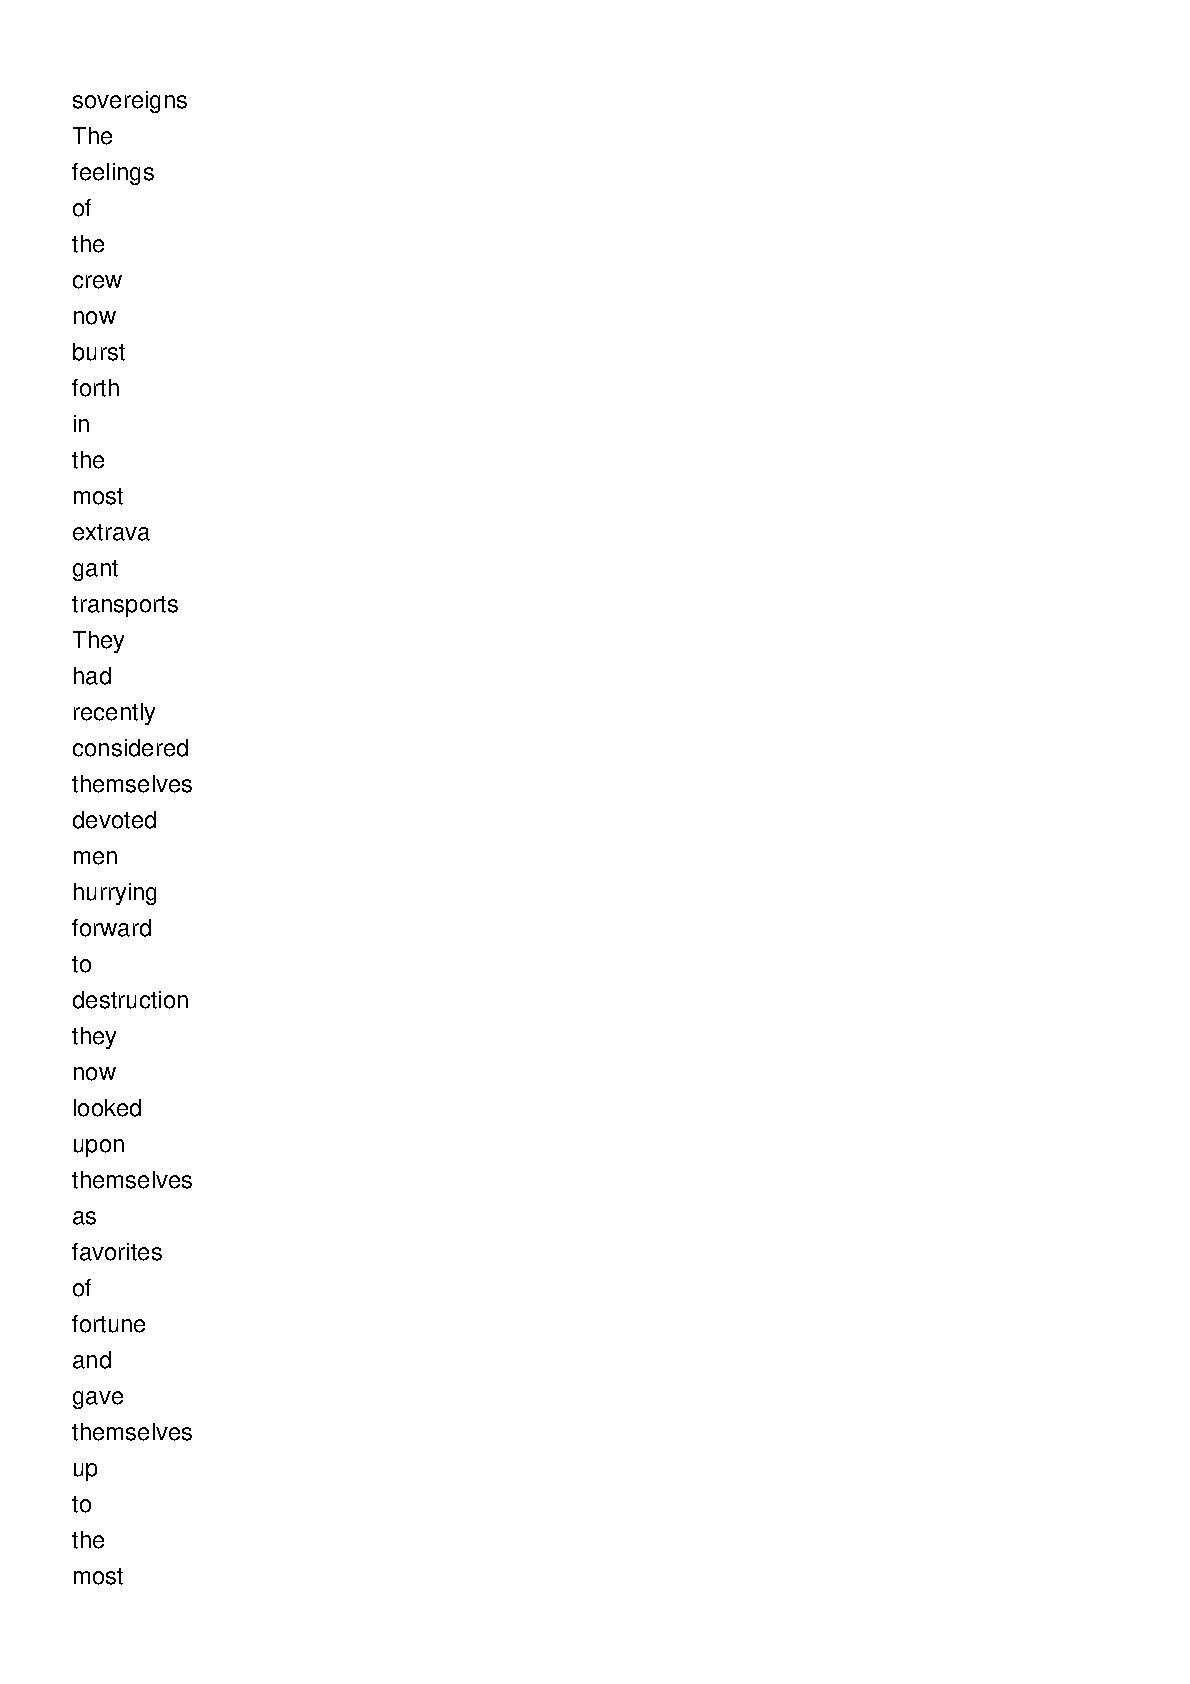 sovereigns
The
feelings
of
the
crew
now
burst
forth
in
the
most
extrava
gant
transports
They
had
recently
considered
themselves
devoted
men
hurrying
forward
to
destruction
they
now
looked
upon
themselves
as
favorites
of
fortune
and
gave
themselves
up
to
the
most